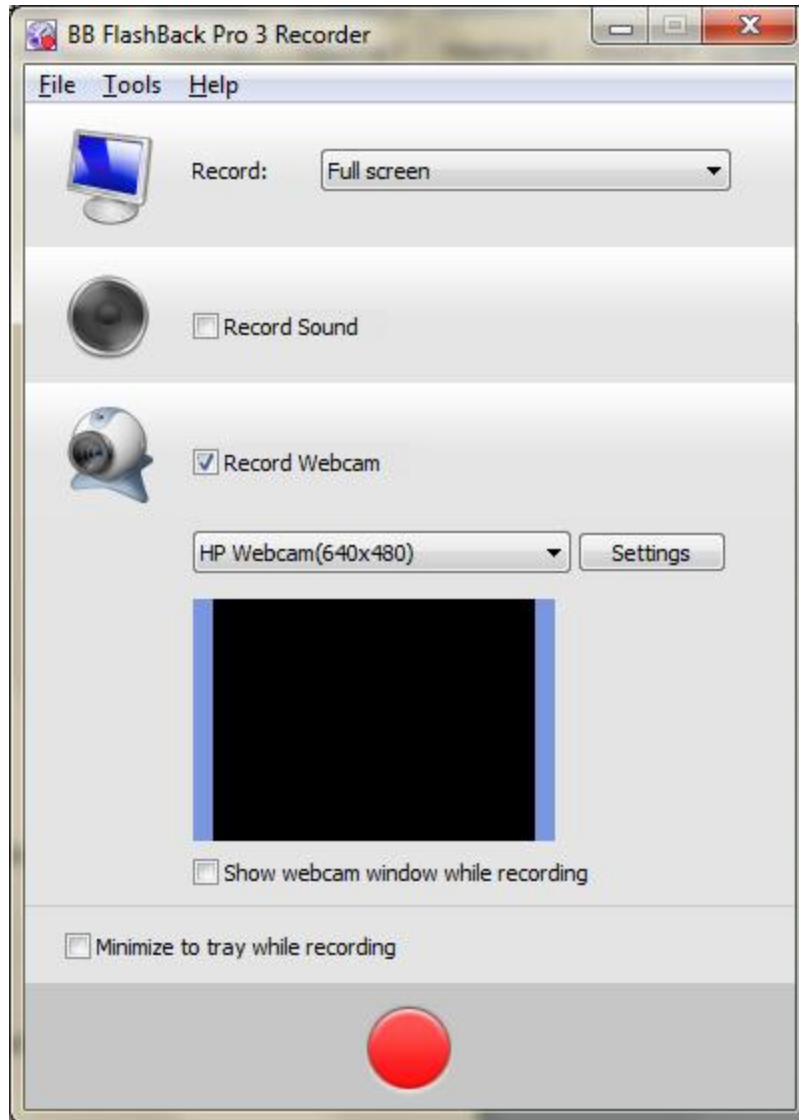 BB FlashBack Pro 3 Recorder
File Tools Help
Record: Full screen
Record Sound
Record Webcam
HP Webcam(640x480) Settings
Show webcam window while recording
Minimize to tray while recording